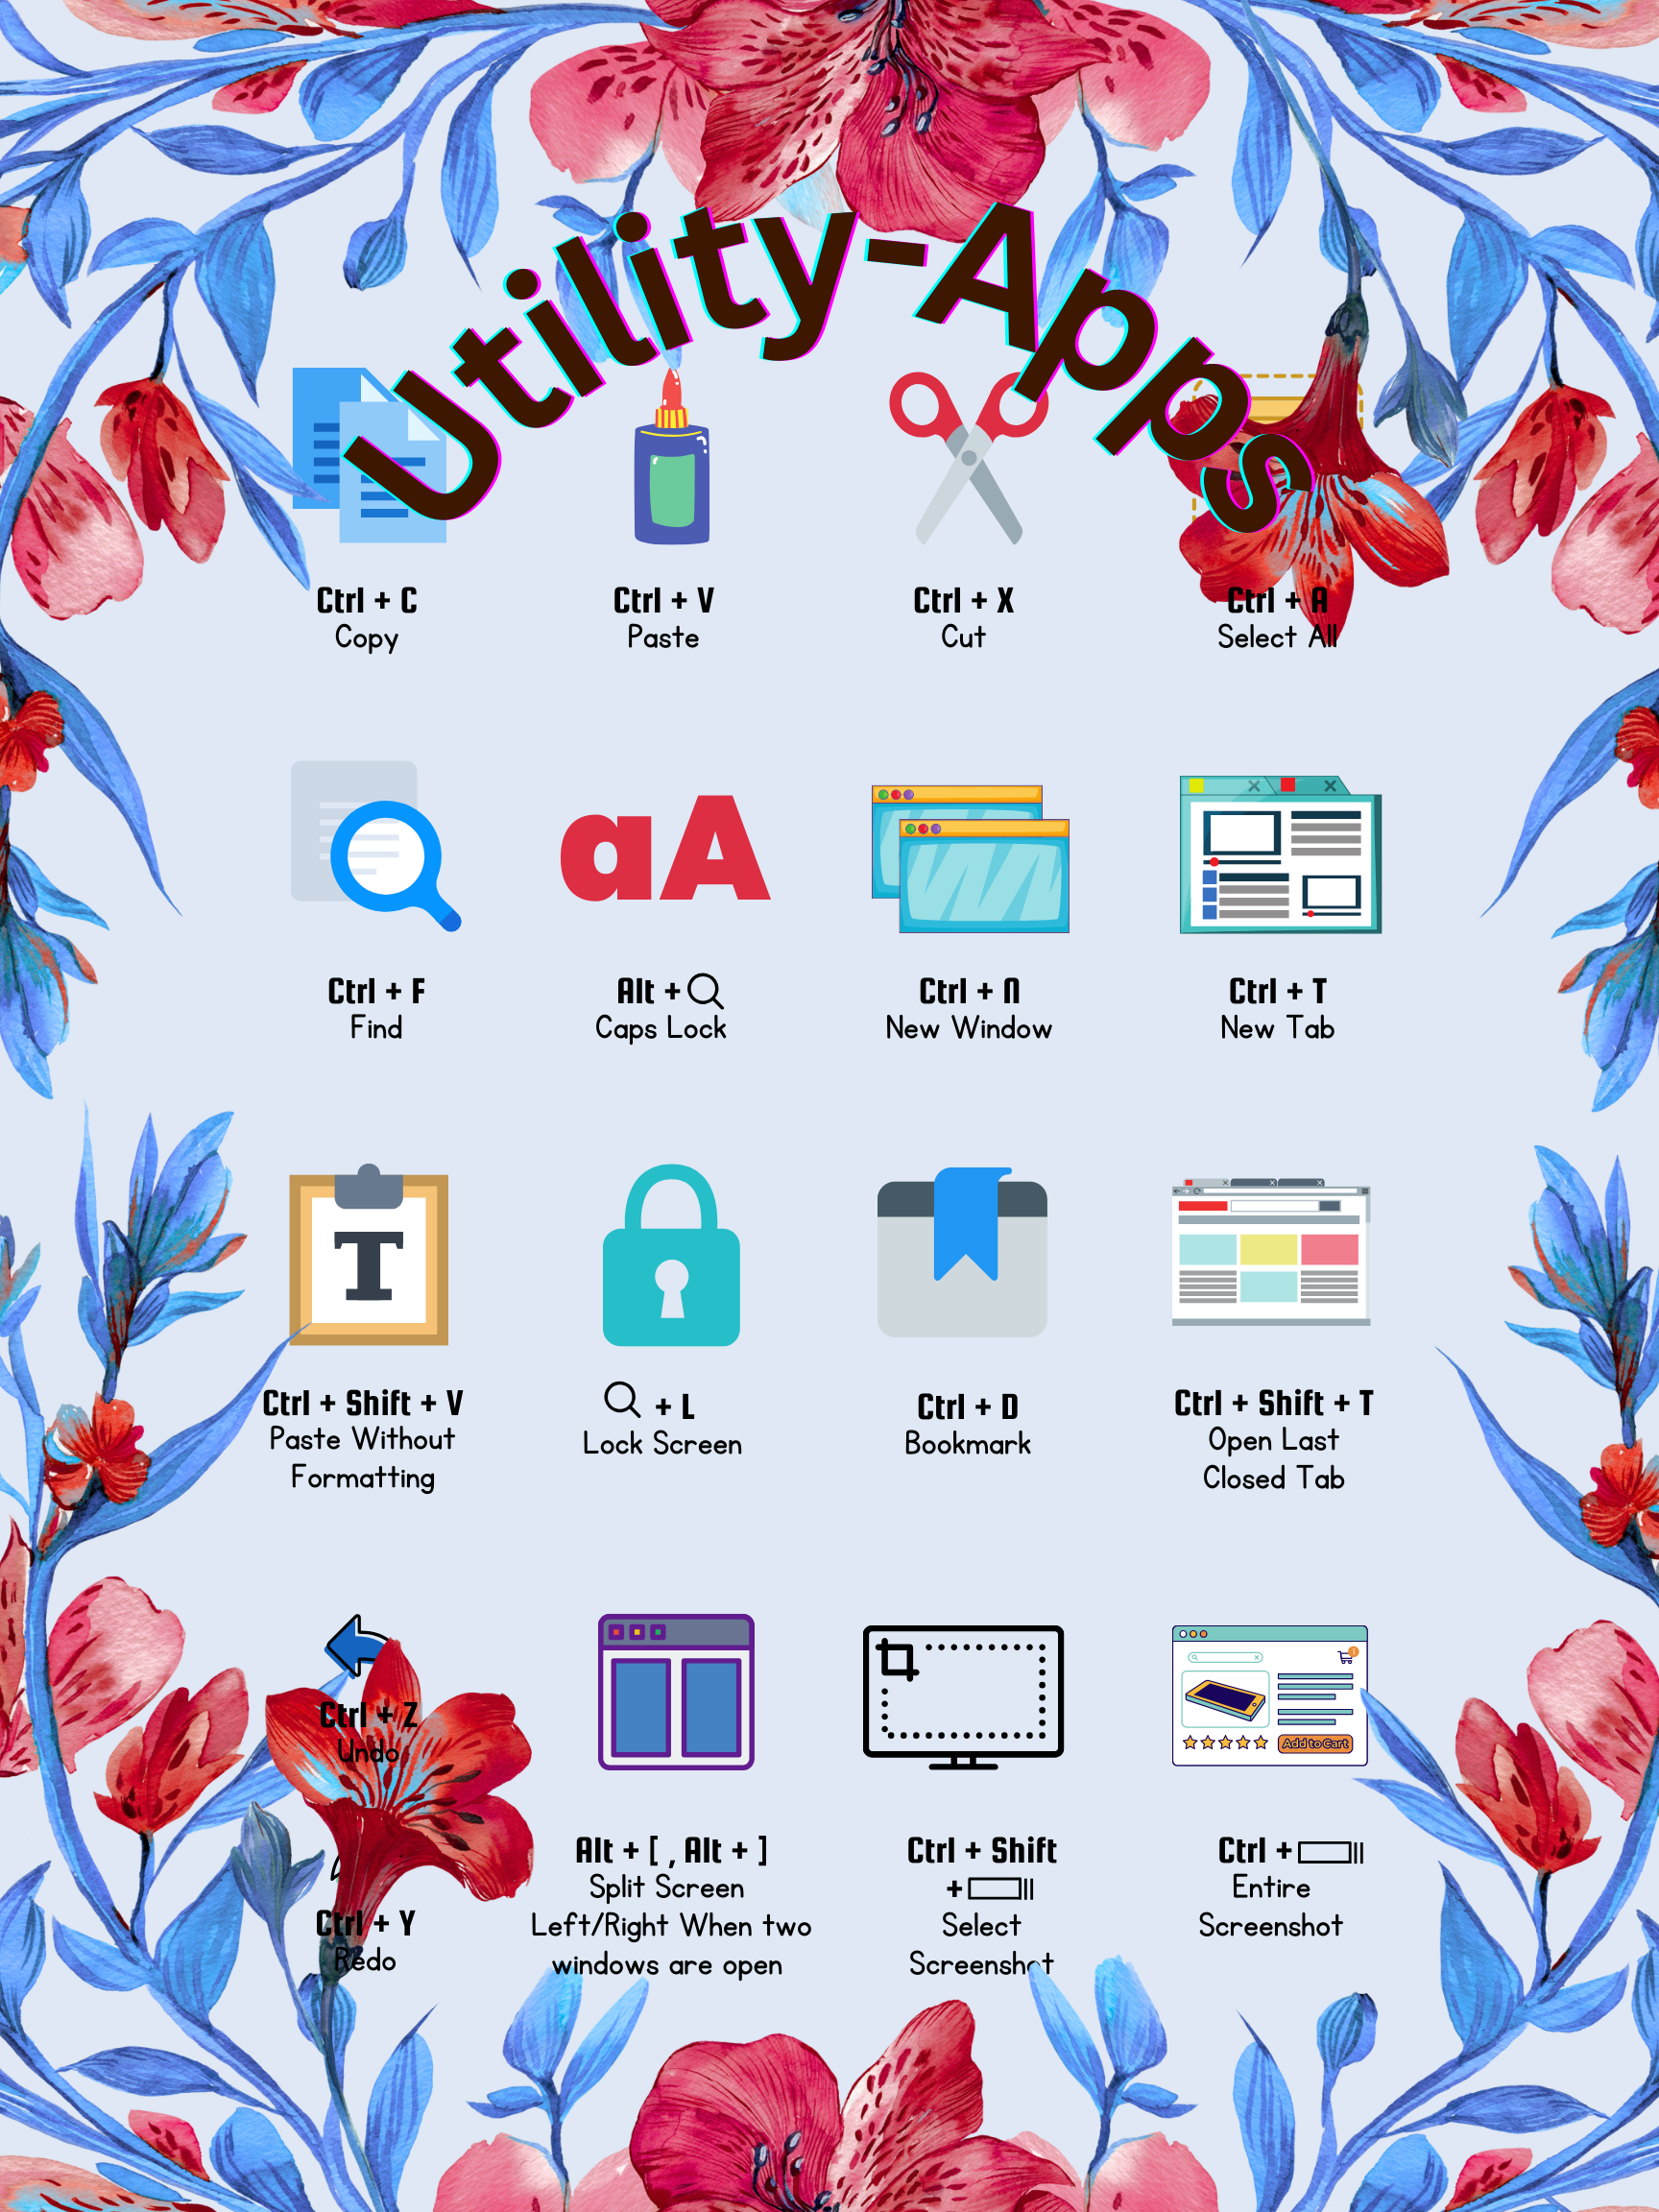 Utility-Apps
Ctrl + C
Copy
Ctrl + V
Paste
Ctrl + X
Cut
Ctrl + A
Select All
aA
Ctrl + F
Find
Alt +
Caps Lock
Ctrl + N
New Window
Ctrl + T
New Tab
T
Ctrl + Shift + V
Paste Without
Formatting
+ L
Lock Screen
Ctrl + D
Bookmark
Ctrl + Shift + T
Open Last
Closed Tab
Ctrl + Z
Undo
Ctrl + Y
Redo
Alt + [ , Alt + ]
Split Screen
Left/Right When two
windows are open
Ctrl + Shift
+
Select
Screenshot
Add to Cart
Ctrl +
Entire
Screenshot